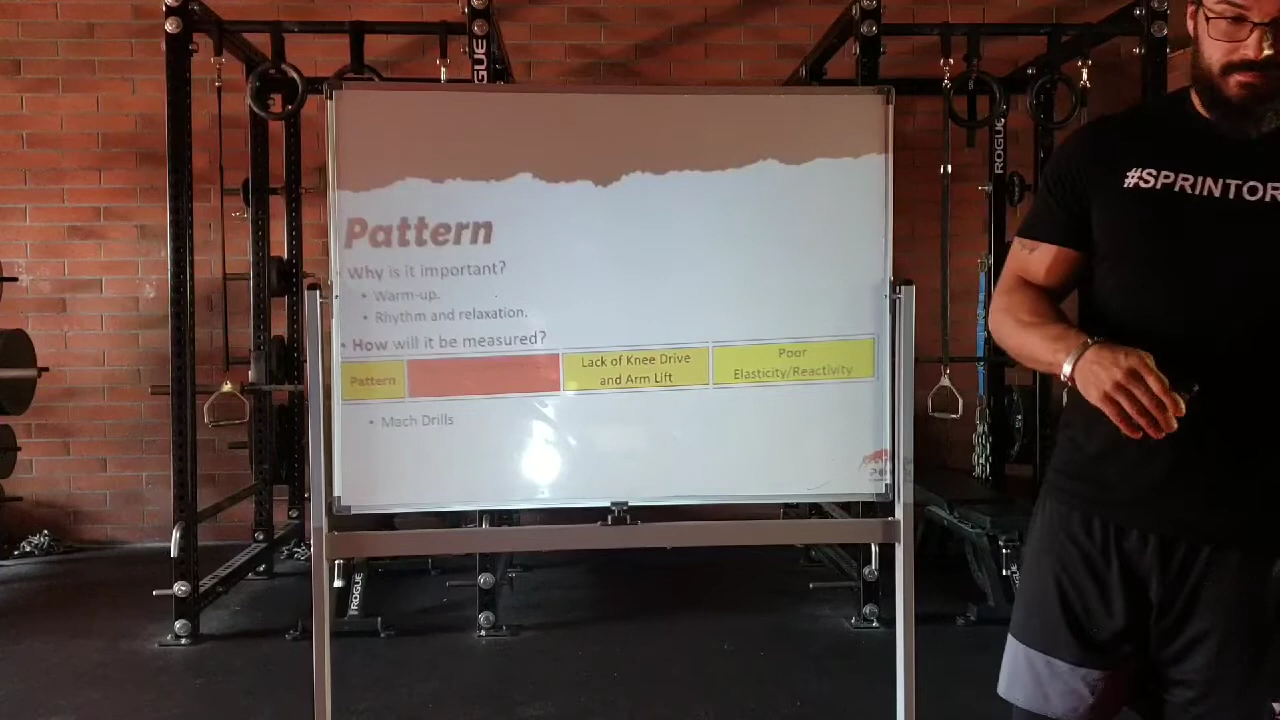 GUE
ROGUE
#SPRINTOR
Pattern
Why is it important?
• Warm-up.
• Rhythm and relaxation.
• How will it be measured?
Pattern
Lack of Knee Drive
and Arm Lift
Poor
Elasticity/Reactivity
• Mach Drills
ROGUE